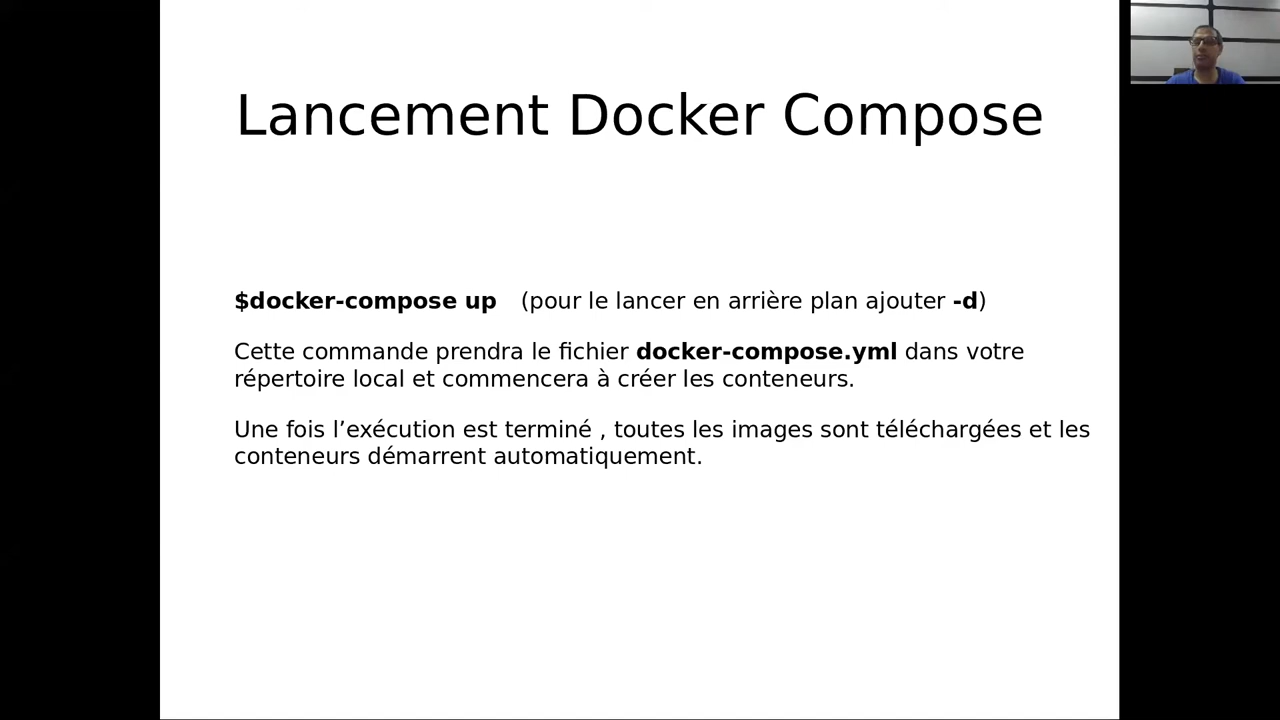 Lancement Docker Compose
$docker-compose up (pour le lancer en arrière plan ajouter -d)
Cette commande prendra le fichier docker-compose.yml dans votre
répertoire local et commencera à créer les conteneurs.
Une fois l’exécution est terminé , toutes les images sont téléchargées et les
conteneurs démarrent automatiquement.